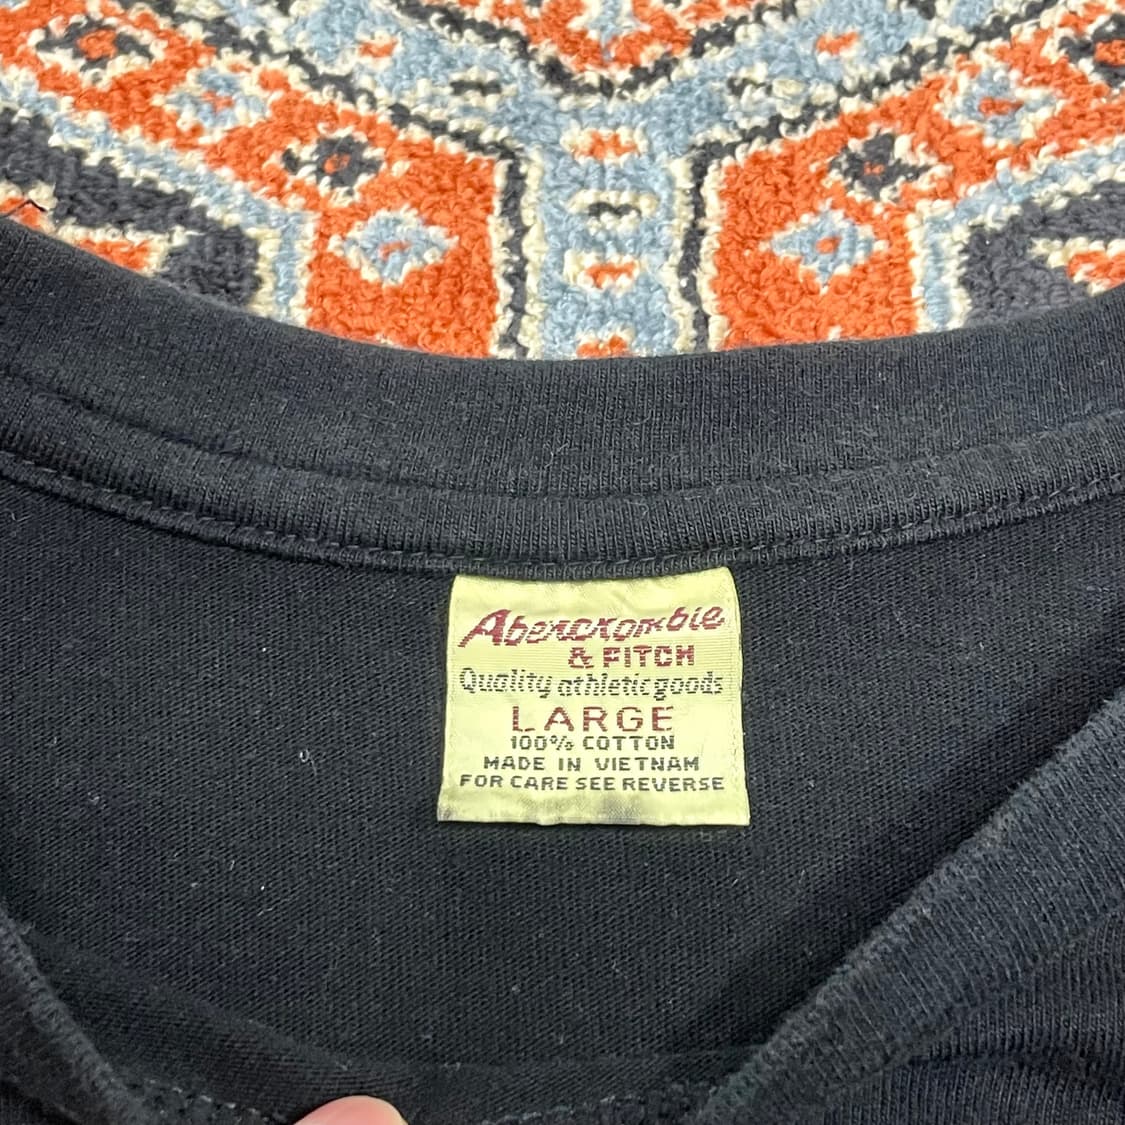 Abercrombie
& FITCH
Quality athletic goods
LARGE
100% COTTON
MADE IN VIETNAM
FOR CARE SEE REVERSE